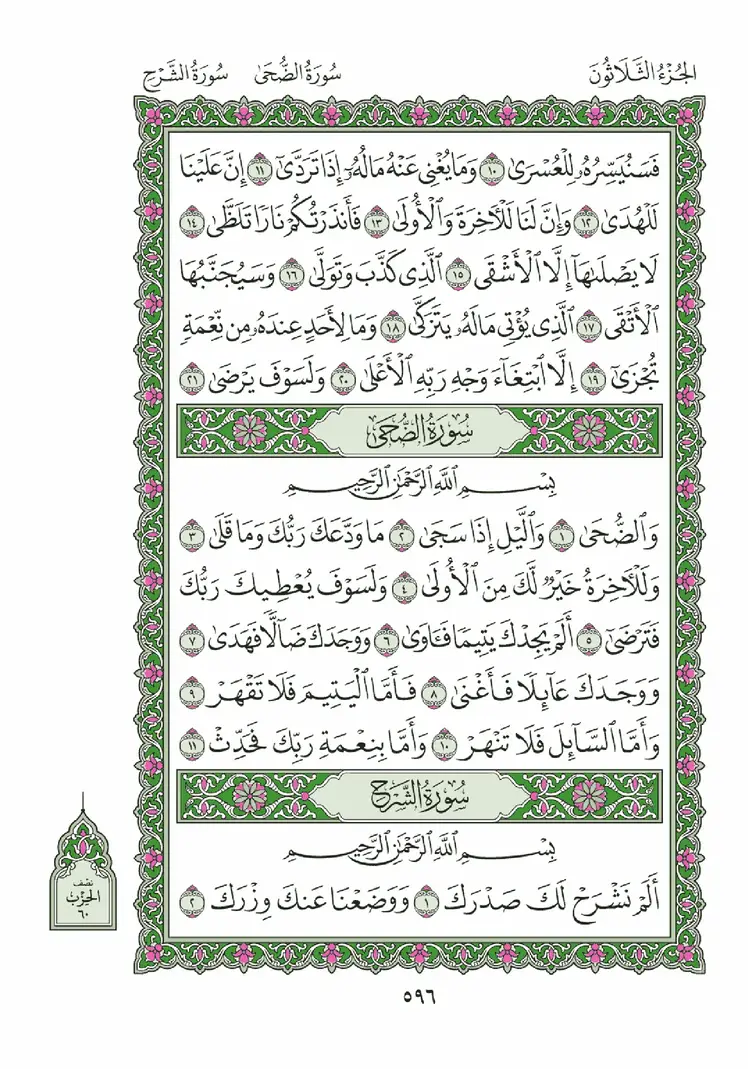 الجُزْءُ الثَّلَاثُونَ سُورَةُ الضُّحَىٰ سُورَةُ الشَّرْحِ
فَسَنُيَسِّرُهُۥ لِلْعُسْرَىٰ ١٠ وَمَا يُغْنِى عَنْهُ مَالُهُۥٓ إِذَا تَرَدَّىٰٓ ١١ إِنَّ عَلَيْنَا
لَلْهُدَىٰ ١٢ وَإِنَّ لَنَا لَلْأٓخِرَةَ وَٱلْأُولَىٰ ١٣ فَأَنذَرْتُكُمْ نَارًا تَلَظَّىٰ ١٤
لَا يَصْلَىٰهَآ إِلَّا ٱلْأَشْقَى ١٥ ٱلَّذِى كَذَّبَ وَتَوَلَّىٰ ١٦ وَسَيُجَنَّبُهَا
ٱلْأَتْقَى ١٧ ٱلَّذِى يُؤْتِى مَالَهُۥ يَتَزَكَّىٰ ١٨ وَمَا لِأَحَدٍ عِندَهُۥ مِن نِّعْمَةٍ
تُجْزَىٰٓ ١٩ إِلَّا ٱبْتِغَآءَ وَجْهِ رَبِّهِ ٱلْأَعْلَىٰ ٢٠ وَلَسَوْفَ يَرْضَىٰ ٢١
سُورَةُ الضُّحَىٰ
بِسْمِ ٱللَّهِ ٱلرَّحْمَٰنِ ٱلرَّحِيمِ
وَٱلضُّحَىٰ ١ وَٱلَّيْلِ إِذَا سَجَىٰ ٢ مَا وَدَّعَكَ رَبُّكَ وَمَا قَلَىٰ ٣
وَلَلْأٓخِرَةُ خَيْرٌ لَّكَ مِنَ ٱلْأُولَىٰ ٤ وَلَسَوْفَ يُعْطِيكَ رَبُّكَ
فَتَرْضَىٰٓ ٥ أَلَمْ يَجِدْكَ يَتِيمًا فَـَٔاوَىٰ ٦ وَوَجَدَكَ ضَآلًّا فَهَدَىٰ ٧
وَوَجَدَكَ عَآئِلًا فَأَغْنَىٰ ٨ فَأَمَّا ٱلْيَتِيمَ فَلَا تَقْهَرْ ٩
وَأَمَّا ٱلسَّآئِلَ فَلَا تَنْهَرْ ١٠ وَأَمَّا بِنِعْمَةِ رَبِّكَ فَحَدِّثْ ١١
سُورَةُ الشَّرْحِ
بِسْمِ ٱللَّهِ ٱلرَّحْمَٰنِ ٱلرَّحِيمِ
أَلَمْ نَشْرَحْ لَكَ صَدْرَكَ ١ وَوَضَعْنَا عَنكَ وِزْرَكَ ٢
نصف
الحزب
٦٠
٥٩٦